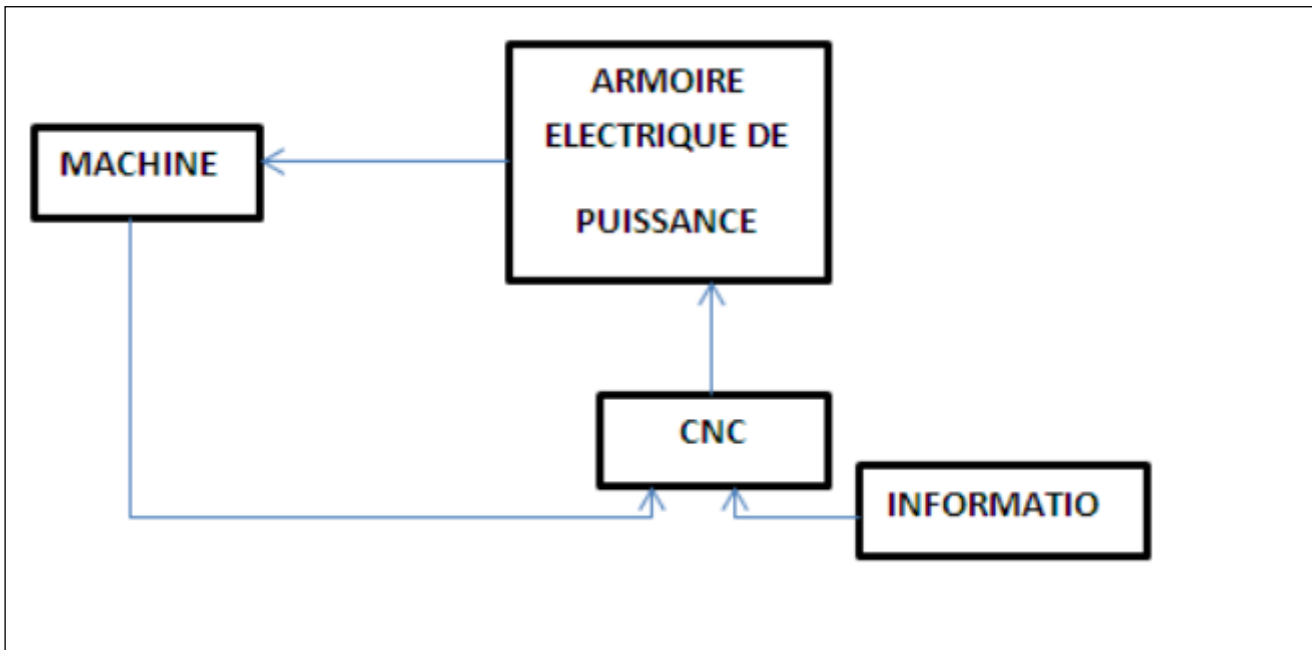 ARMOIRE
ELECTRIQUE DE
PUISSANCE
MACHINE
CNC
INFORMATIO